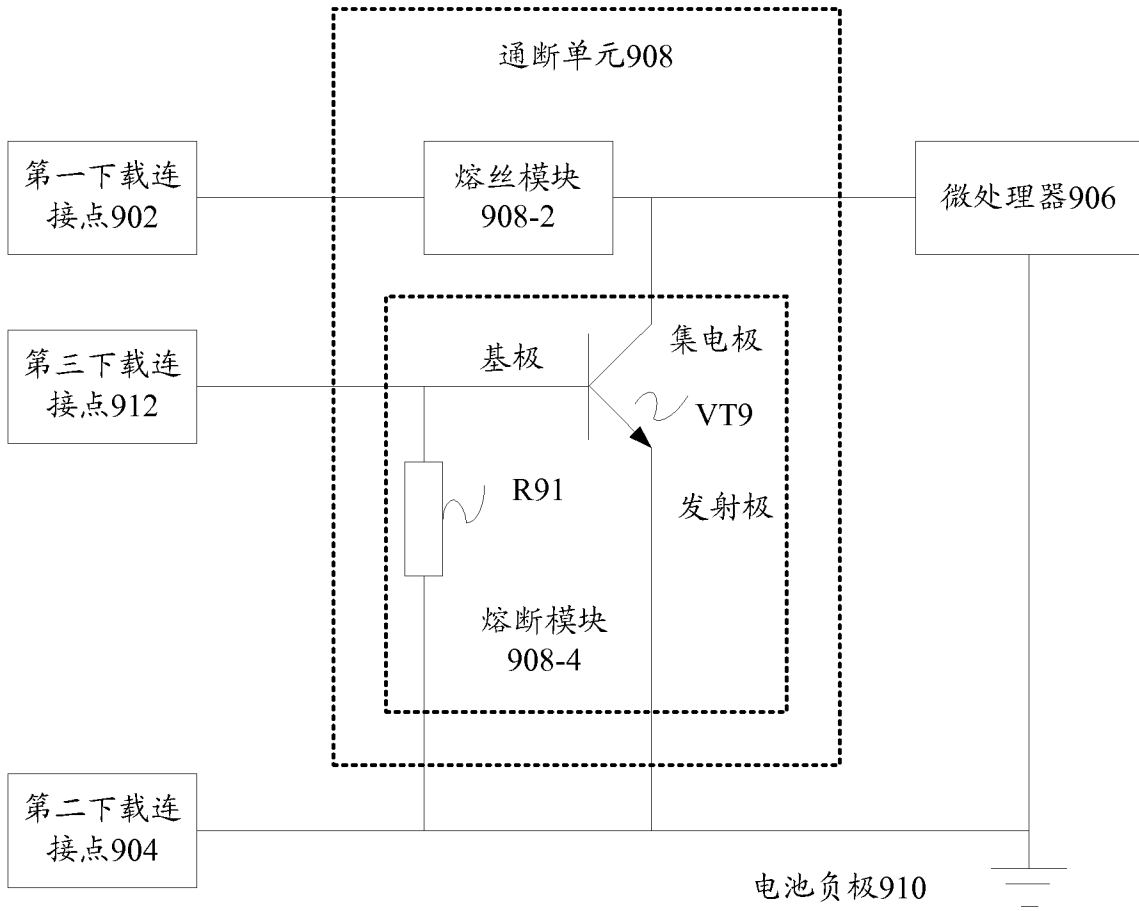 通断单元908
第一下载连
接点902
熔丝模块
908-2
微处理器906
第三下载连
接点912
基极
集电极
VT9
R91
发射极
熔断模块
908-4
第二下载连
接点904
电池负极910